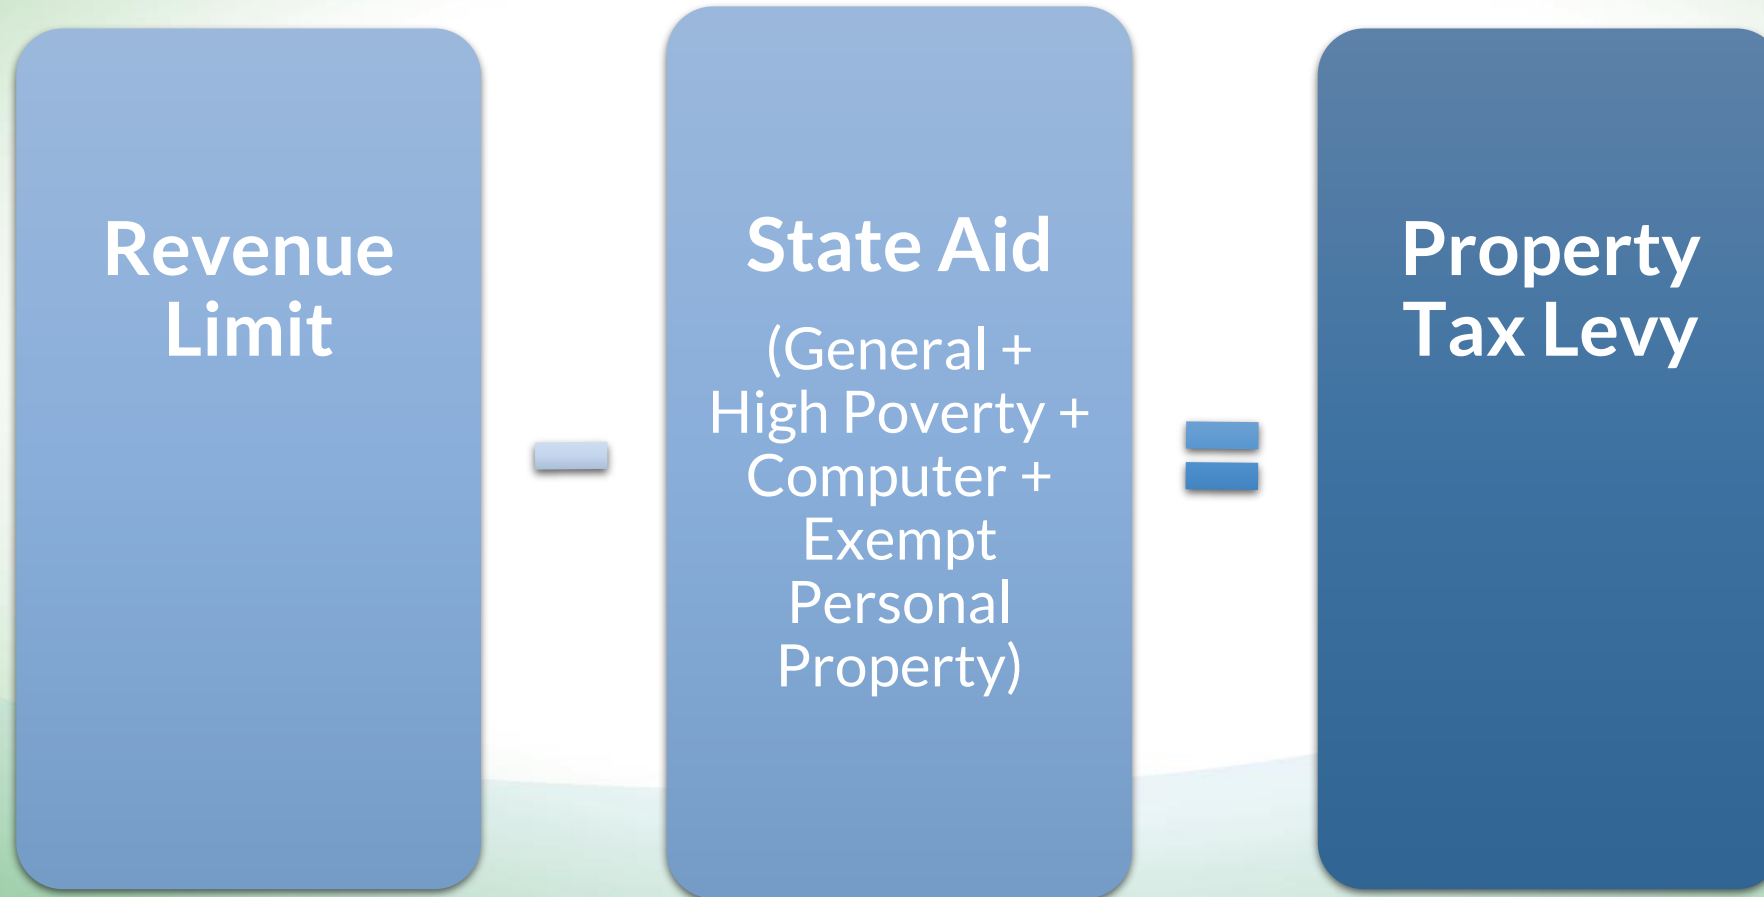 Revenue
Limit
State Aid
(General +
High Poverty +
Computer +
Exempt
Personal
Property)
Property
Tax Levy